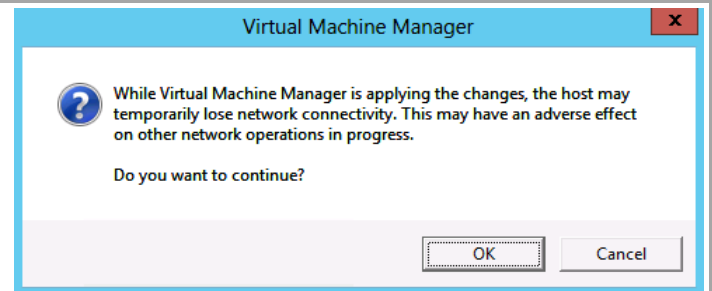 Virtual Machine Manager
x
While Virtual Machine Manager is applying the changes, the host may
temporarily lose network connectivity. This may have an adverse effect
on other network operations in progress.
Do you want to continue?
OK
Cancel